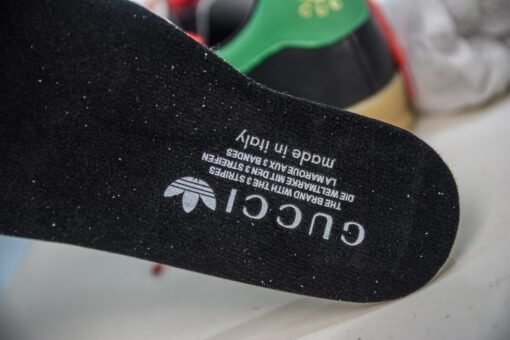 GUCCI
THE BRAND WITH THE 3 STRIPES
DIE WELTMARKE MIT DEN 3 STREIFEN
LA MARQUE AUX 3 BANDES
made in italy